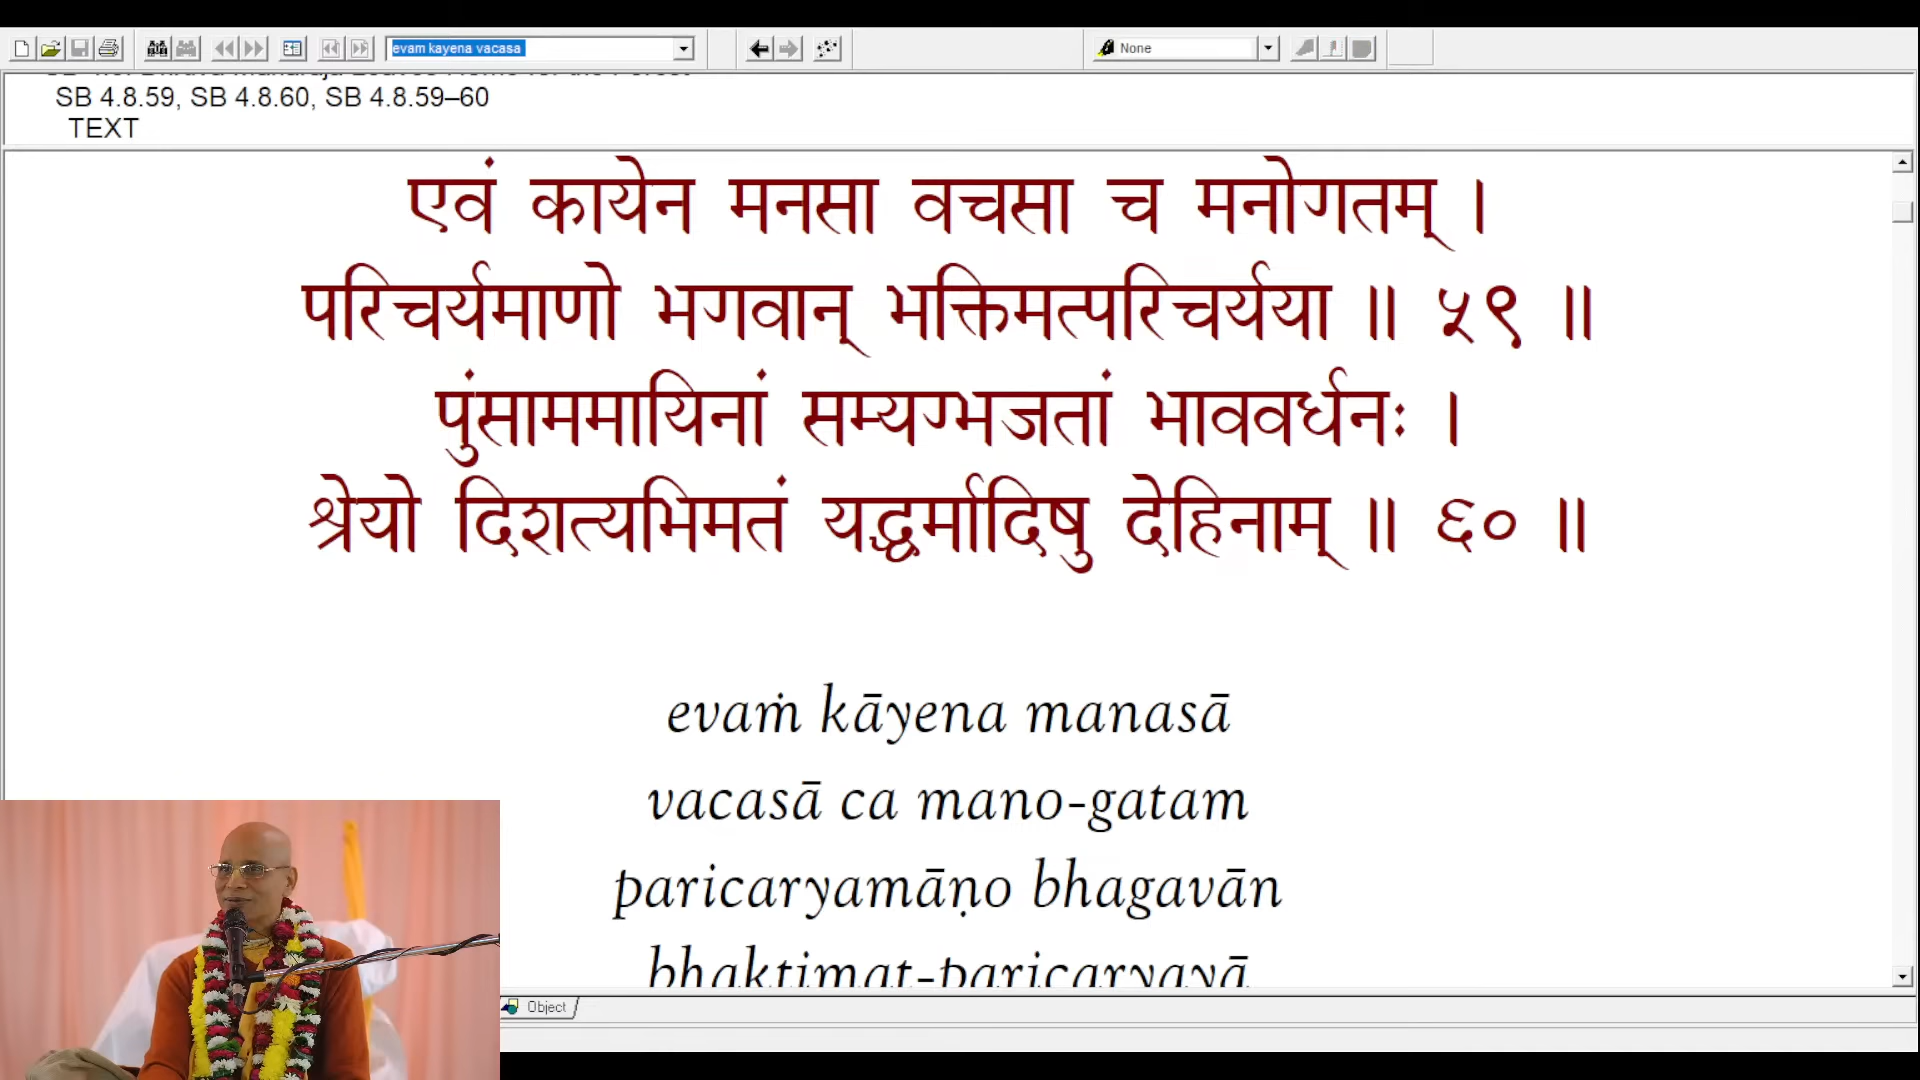 evam kayena vacasa
None
SB 4.8.59, SB 4.8.60, SB 4.8.59–60
TEXT
एवं कायेन मनसा वचसा च मनोगतम् ।
परिचर्यमाणो भगवान् भक्तिमत्परिचर्यया ॥ ५९ ॥
पुंसाममायिनां सम्यग्भजतां भाववर्धनः ।
श्रेयो दिशत्यभिमतं यद्धर्मादिषु देहिनाम् ॥ ६० ॥
evaṁ kāyena manasā
vacasā ca mano-gatam
paricaryamāṇo bhagavān
bhaktimat-paricaryayā
Object